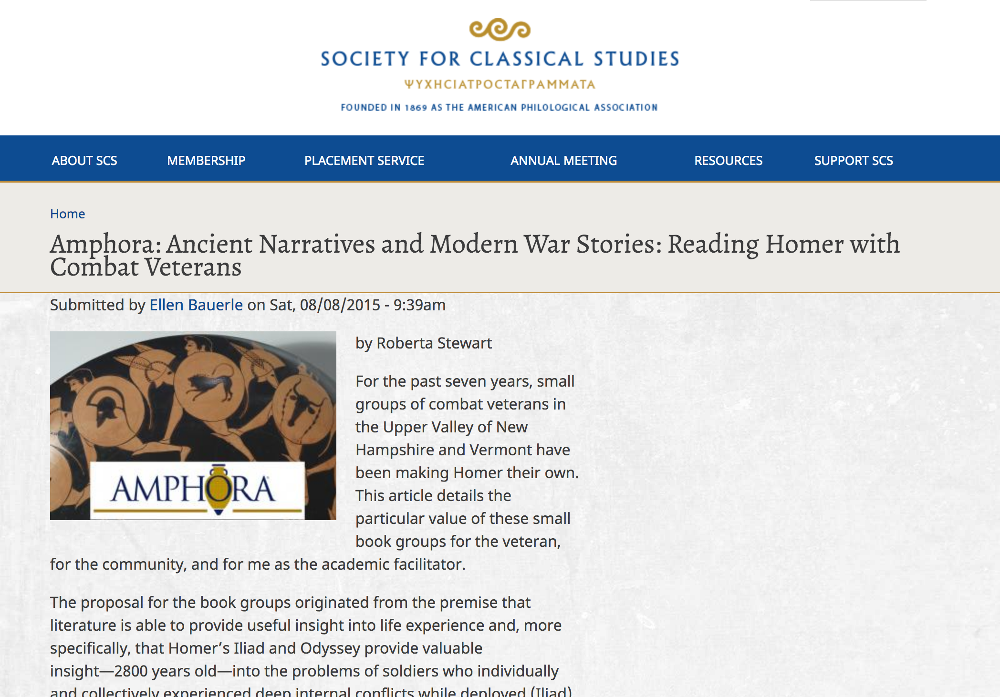 SOCIETY FOR CLASSICAL STUDIES
ΨΥΧΗCΙΑΤΡΟCΤΑΓΡΑΜΜΑΤΑ
FOUNDED IN 1869 AS THE AMERICAN PHILOLOGICAL ASSOCIATION
ABOUT SCS MEMBERSHIP PLACEMENT SERVICE ANNUAL MEETING RESOURCES SUPPORT SCS
Home
Amphora: Ancient Narratives and Modern War Stories: Reading Homer with
Combat Veterans
Submitted by Ellen Bauerle on Sat, 08/08/2015 - 9:39am
AMPHORA
by Roberta Stewart
For the past seven years, small
groups of combat veterans in
the Upper Valley of New
Hampshire and Vermont have
been making Homer their own.
This article details the
particular value of these small
book groups for the veteran,
for the community, and for me as the academic facilitator.
The proposal for the book groups originated from the premise that
literature is able to provide useful insight into life experience and, more
specifically, that Homer’s Iliad and Odyssey provide valuable
insight—2800 years old—into the problems of soldiers who individually
and collectively experienced deep internal conflicts while deployed (Iliad)